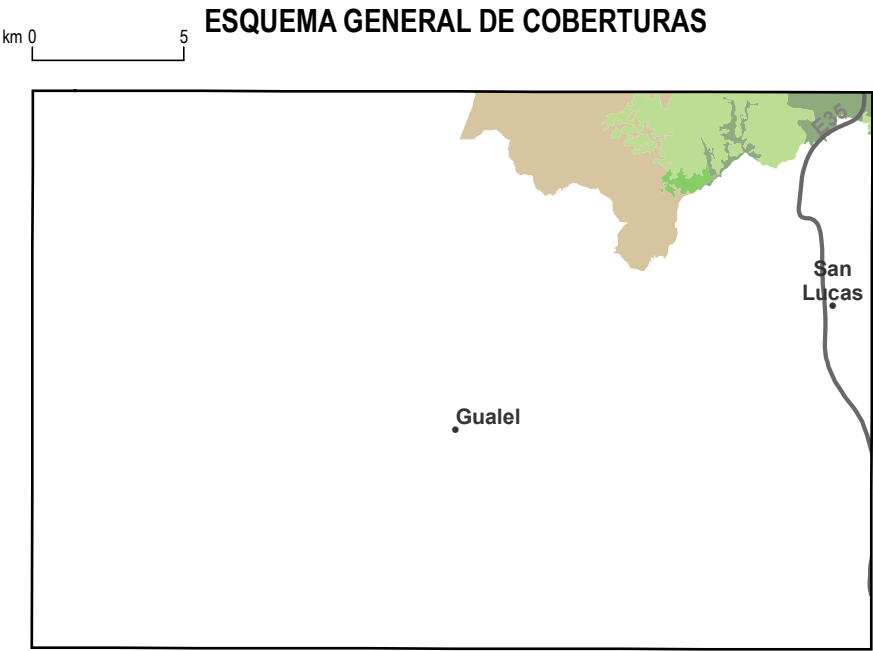 ESQUEMA GENERAL DE COBERTURAS
km 0 5
E35
San
Lucas
Gualel